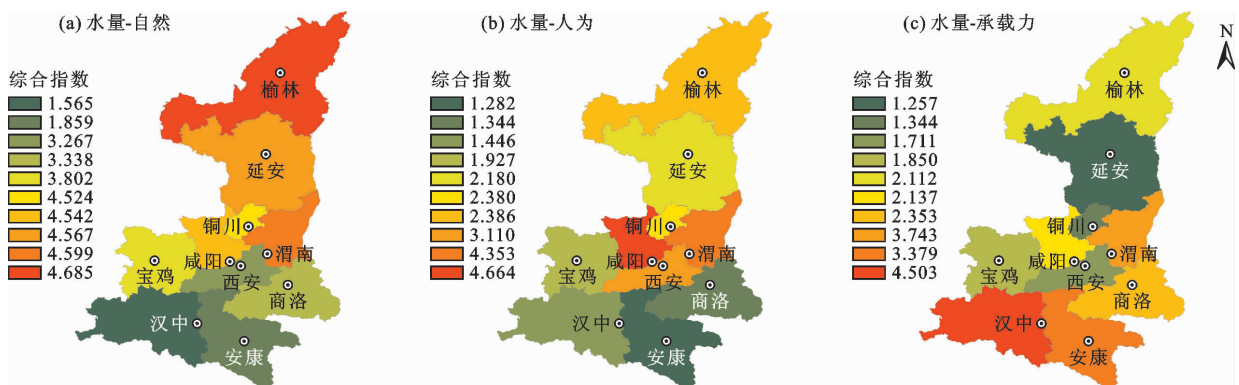 (a) 水量-自然
综合指数
1.565
1.859
3.267
3.338
3.802
4.524
4.542
4.567
4.599
4.685
榆林
延安
铜川
渭南
咸阳
西安
宝鸡
商洛
汉中
安康
(b) 水量-人为
综合指数
1.282
1.344
1.446
1.927
2.180
2.380
2.386
3.110
4.353
4.664
榆林
延安
铜川
渭南
咸阳
西安
宝鸡
商洛
汉中
安康
(c) 水量-承载力
综合指数
1.257
1.344
1.711
1.850
2.112
2.137
2.353
3.743
3.379
4.503
榆林
延安
铜川
渭南
咸阳
西安
宝鸡
商洛
汉中
安康
N